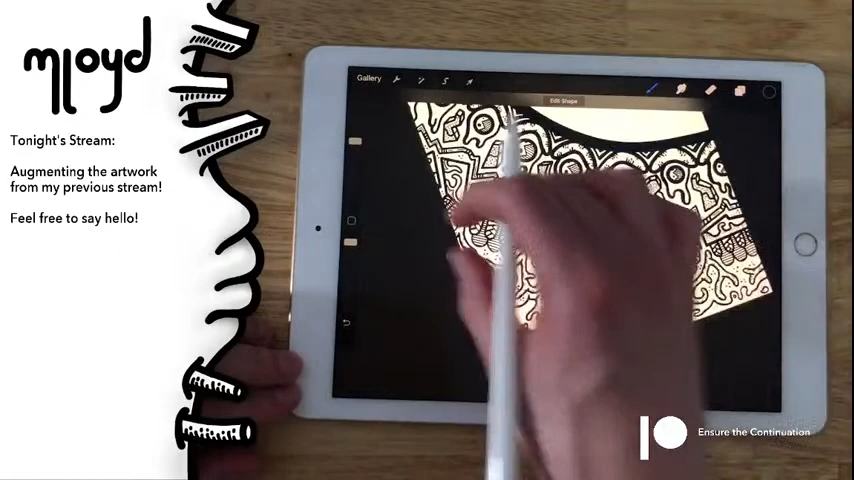 mloyd
Tonight's Stream:
Augmenting the artwork
from my previous stream!
Feel free to say hello!
Gallery
Edit Shape
Ensure the Continuation